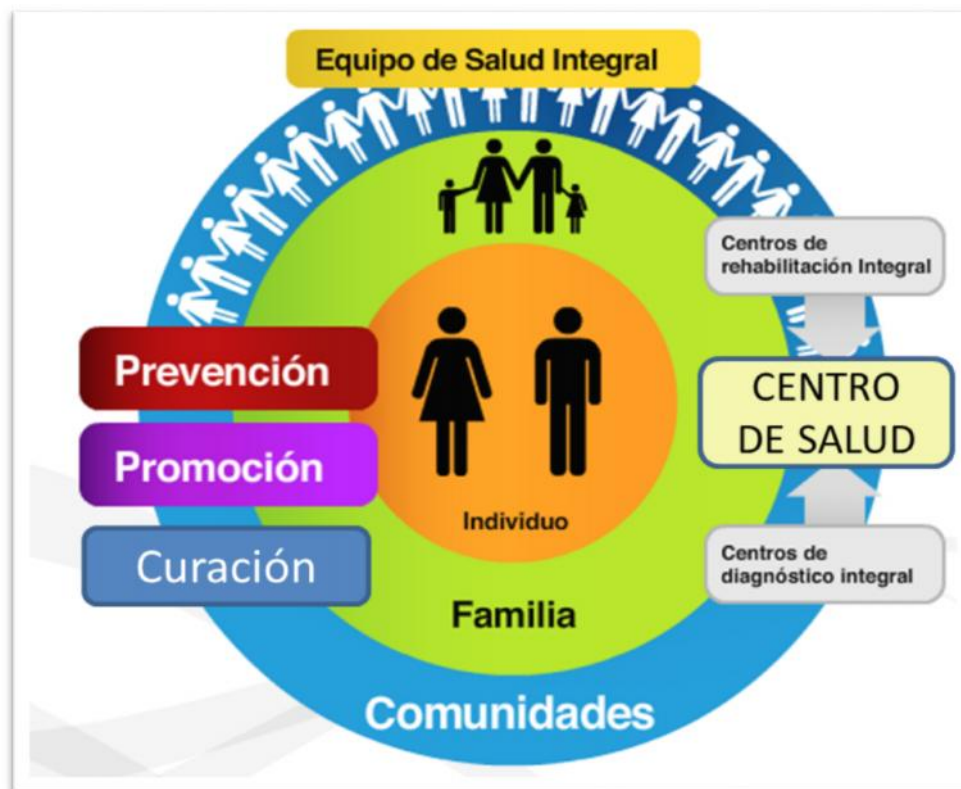 Equipo de Salud Integral
Centros de
rehabilitación Integral
Prevención
CENTRO
DE SALUD
Promoción
Individuo
Curación
Centros de
diagnóstico integral
Familia
Comunidades